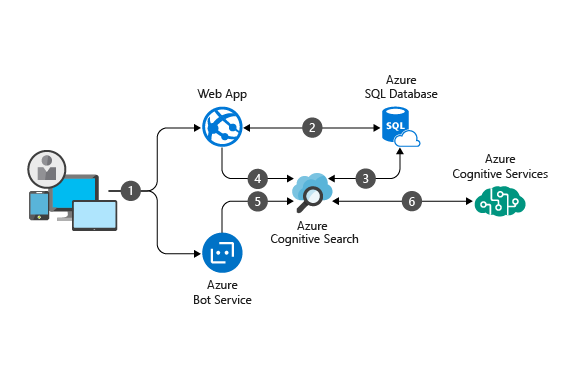 Web App
Azure
SQL Database
SQL
2
1
4
3
Azure
Cognitive Services
5
6
Azure
Cognitive Search
Azure
Bot Service